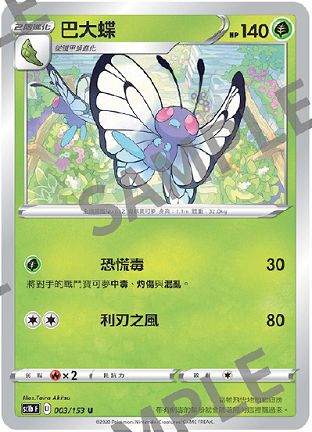 2階進化
巴大蝶
HP 140
從鐵甲蛹進化
SAMPLE
恐慌毒 30
將對手的戰鬥寶可夢中毒、灼傷與混亂。
利刃之風 80
弱點 ×2 抵抗力 撤退
Illus.Taira Akitsu
SC1b F 003/153 U
©2020 Pokémon/Nintendo/Creatures/GAME FREAK.